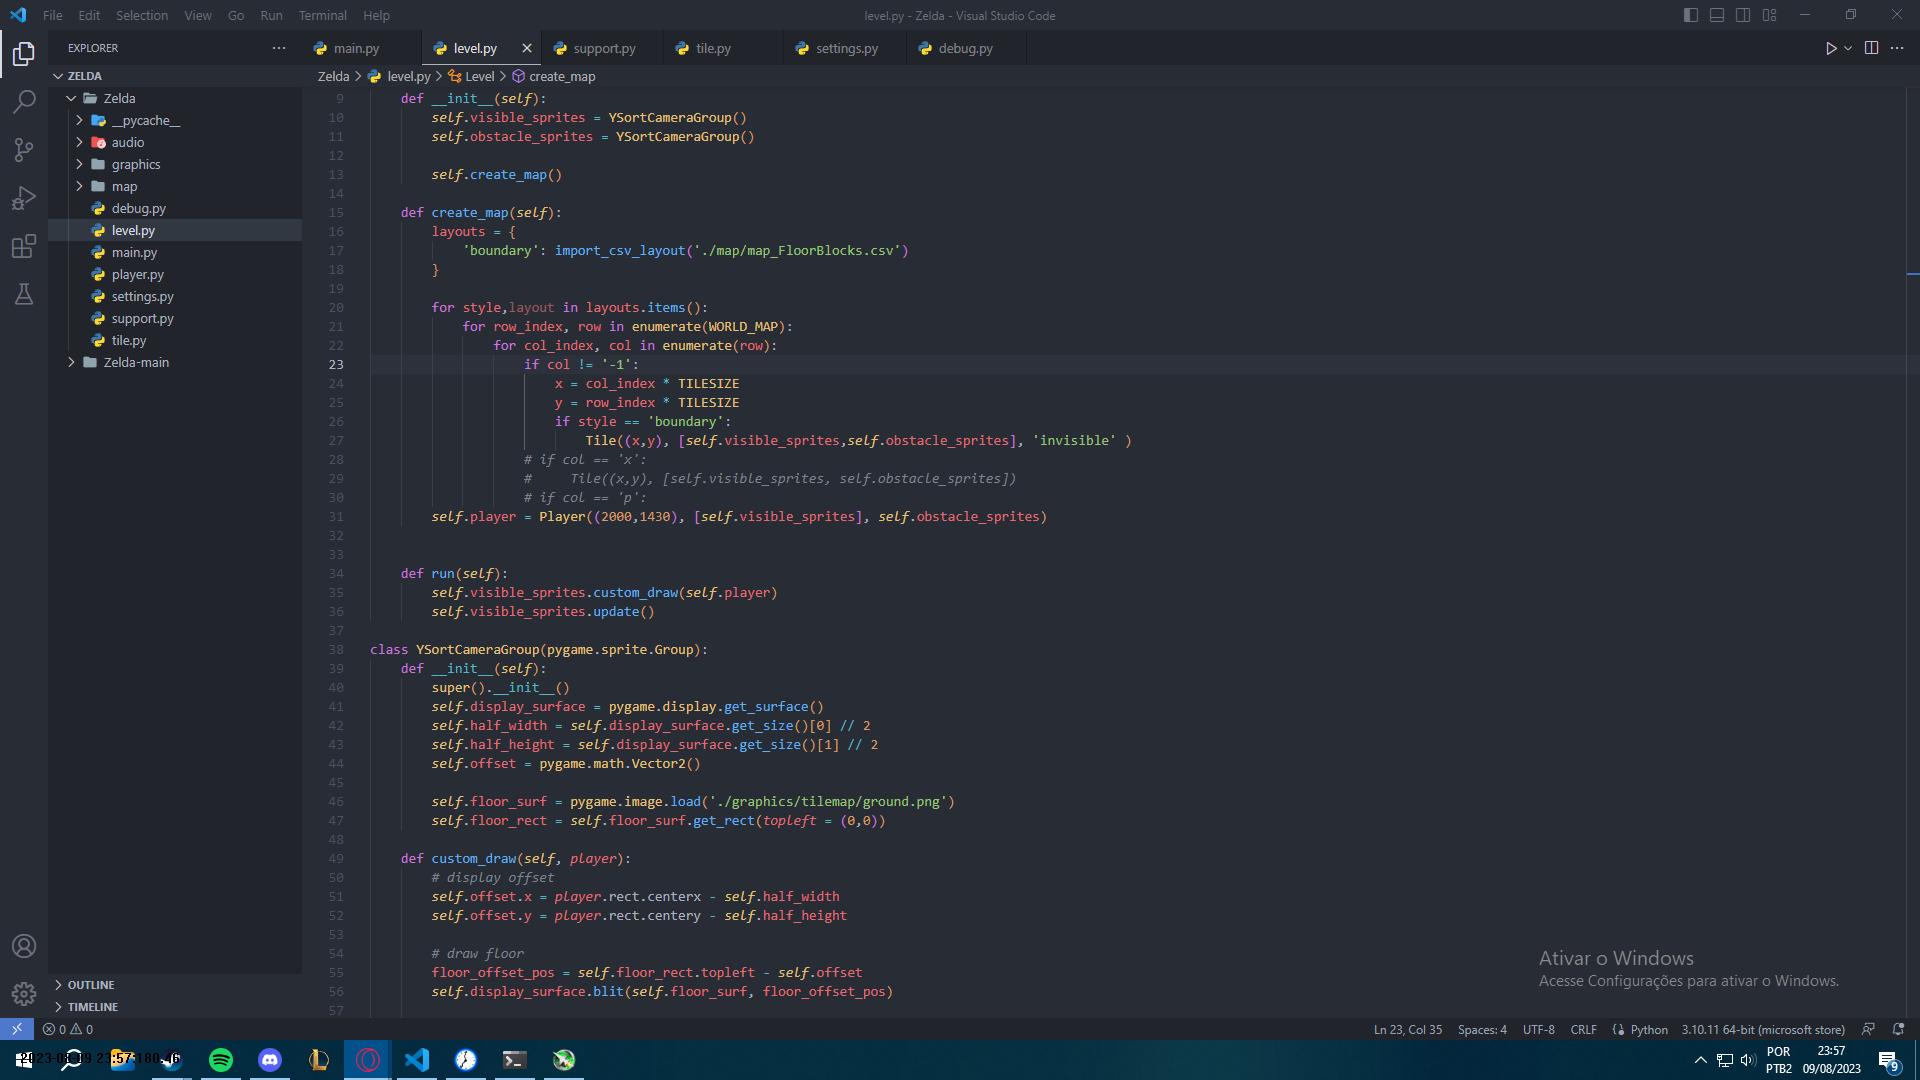 File Edit Selection View Go Run Terminal Help
level.py - Zelda - Visual Studio Code
EXPLORER
main.py
level.py
support.py
tile.py
settings.py
debug.py
ZELDA
Zelda
__pycache__
audio
graphics
map
debug.py
level.py
main.py
player.py
settings.py
support.py
tile.py
Zelda-main
OUTLINE
TIMELINE
Zelda > level.py > Level > create_map
9 def __init__(self):
10 self.visible_sprites = YSortCameraGroup()
11 self.obstacle_sprites = YSortCameraGroup()
12
13 self.create_map()
14
15 def create_map(self):
16 layouts = {
17 'boundary': import_csv_layout('./map/map_FloorBlocks.csv')
18 }
19
20 for style,layout in layouts.items():
21 for row_index, row in enumerate(WORLD_MAP):
22 for col_index, col in enumerate(row):
23 if col != '-1':
24 x = col_index * TILESIZE
25 y = row_index * TILESIZE
26 if style == 'boundary':
27 Tile((x,y), [self.visible_sprites,self.obstacle_sprites], 'invisible' )
28 # if col == 'x':
29 #     Tile((x,y), [self.visible_sprites, self.obstacle_sprites])
30 # if col == 'p':
31 self.player = Player((2000,1430), [self.visible_sprites], self.obstacle_sprites)
32
33
34 def run(self):
35 self.visible_sprites.custom_draw(self.player)
36 self.visible_sprites.update()
37
38 class YSortCameraGroup(pygame.sprite.Group):
39 def __init__(self):
40 super().__init__()
41 self.display_surface = pygame.display.get_surface()
42 self.half_width = self.display_surface.get_size()[0] // 2
43 self.half_height = self.display_surface.get_size()[1] // 2
44 self.offset = pygame.math.Vector2()
45
46 self.floor_surf = pygame.image.load('./graphics/tilemap/ground.png')
47 self.floor_rect = self.floor_surf.get_rect(topleft = (0,0))
48
49 def custom_draw(self, player):
50 # display offset
51 self.offset.x = player.rect.centerx - self.half_width
52 self.offset.y = player.rect.centery - self.half_height
53
54 # draw floor
55 floor_offset_pos = self.floor_rect.topleft - self.offset
56 self.display_surface.blit(self.floor_surf, floor_offset_pos)
57
Ativar o Windows
Acesse Configurações para ativar o Windows.
0 0
Ln 23, Col 35 Spaces: 4 UTF-8 CRLF Python 3.10.11 64-bit (microsoft store)
POR
PTB2
23:57
09/08/2023
9